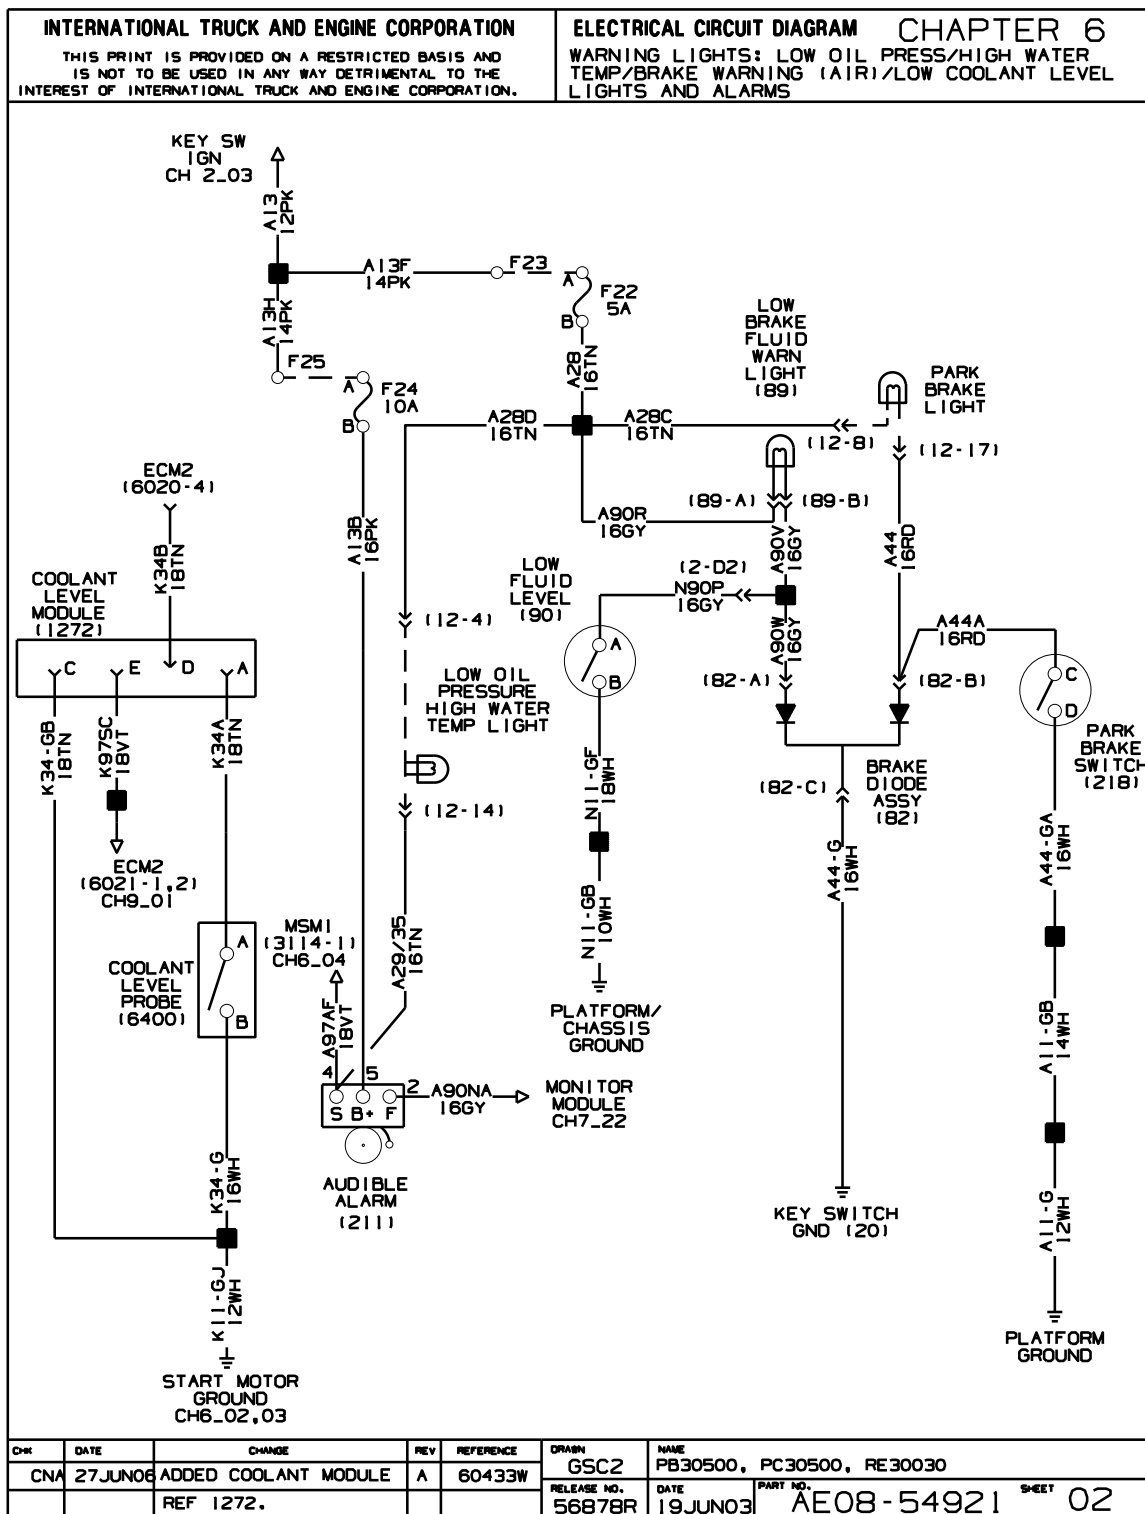 INTERNATIONAL TRUCK AND ENGINE CORPORATION
THIS PRINT IS PROVIDED ON A RESTRICTED BASIS AND
IS NOT TO BE USED IN ANY WAY DETRIMENTAL TO THE
INTEREST OF INTERNATIONAL TRUCK AND ENGINE CORPORATION.
ELECTRICAL CIRCUIT DIAGRAM CHAPTER 6
WARNING LIGHTS: LOW OIL PRESS/HIGH WATER
TEMP/BRAKE WARNING (AIR)/LOW COOLANT LEVEL
LIGHTS AND ALARMS
KEY SW
IGN
CH 2_03
A13
12PK
A13F
14PK
F23
A
F22
5A
B
A13H
14PK
F25
A
F24
10A
B
A28
16TN
LOW
BRAKE
FLUID
WARN
LIGHT
(89)
PARK
BRAKE
LIGHT
A28D
16TN
A28C
16TN
(12-8)
(12-17)
ECM2
(6020-4)
(89-A)
(89-B)
A90R
16GY
K34B
18TN
A13B
16PK
A90V
16GY
A44
16RD
COOLANT
LEVEL
MODULE
(1272)
LOW
FLUID
LEVEL
(90)
(2-D2)
N90P
16GY
(12-4)
A90W
16GY
A44A
16RD
C
E
D
A
A
B
(82-A)
(82-B)
C
D
LOW OIL
PRESSURE
HIGH WATER
TEMP LIGHT
K34-GB
18TN
K97SC
18VT
K34A
18TN
N11-GF
18WH
PARK
BRAKE
SWITCH
(218)
(82-C)
BRAKE
DIODE
ASSY
(82)
(12-14)
ECM2
(6021-1,2)
CH9_01
A44-G
16WH
A44-GA
16WH
N11-GB
10WH
MSM1
(3114-1)
CH6_04
A29/35
16TN
A
COOLANT
LEVEL
PROBE
(6400)
B
PLATFORM/
CHASSIS
GROUND
A97AF
18VT
A11-GB
14WH
4
5
2
S B+ F
A90NA
16GY
MONITOR
MODULE
CH7_22
K34-G
16WH
AUDIBLE
ALARM
(211)
KEY SWITCH
GND (20)
A11-G
12WH
K11-GJ
12WH
PLATFORM
GROUND
START MOTOR
GROUND
CH6_02,03
CHK DATE CHANGE REV REFERENCE DRAWN NAME
CNA 27JUN06 ADDED COOLANT MODULE A 60433W GSC2 PB30500, PC30500, RE30030
REF 1272.
RELEASE NO. DATE PART NO. SHEET
56878R 19JUN03 AE08-54921 02